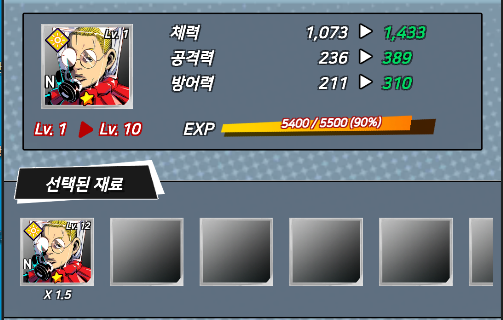 Lv. 1
N
체력 1,073 1,433
공격력 236 389
방어력 211 310
Lv. 1 Lv. 10
EXP 5400 / 5500 (90%)
선택된 재료
Lv. 12
N
X 1.5